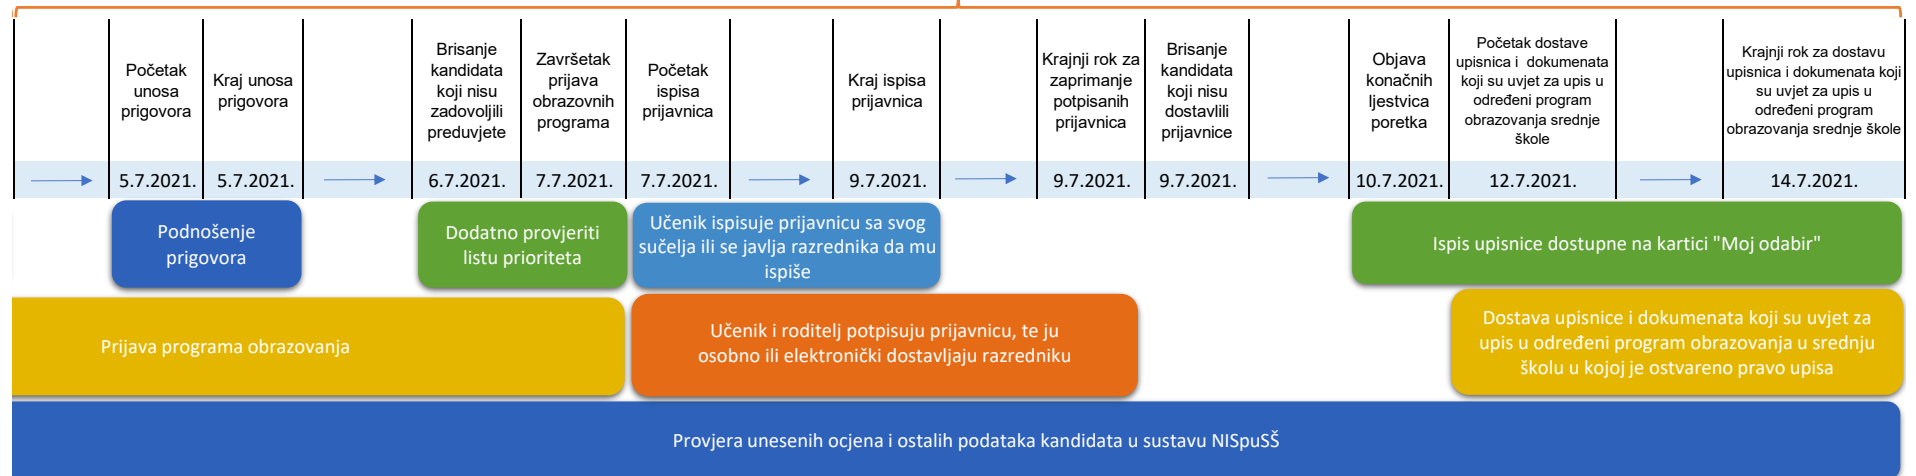 Početak
unosa
prigovora
Kraj unosa
prigovora
Brisanje
kandidata
koji nisu
zadovoljili
preduvjete
Završetak
prijava
obrazovnih
programa
Početak
ispisa
prijavnica
Kraj ispisa
prijavnica
Krajnji rok za
zaprimanje
potpisanih
prijavnica
Brisanje
kandidata
koji nisu
dostavlili
prijavnice
Objava
konačnih
ljestvica
poretka
Početak dostave
upisnica i dokumenata
koji su uvjet za upis u
određeni program
obrazovanja srednje
škole
Krajnji rok za dostavu
upisnica i dokumenata koji
su uvjet za upis u
određeni program
obrazovanja srednje škole
5.7.2021.
5.7.2021.
6.7.2021.
7.7.2021.
7.7.2021.
9.7.2021.
9.7.2021.
9.7.2021.
10.7.2021.
12.7.2021.
14.7.2021.
Podnošenje
prigovora
Dodatno provjeriti
listu prioriteta
Učenik ispisuje prijavnicu sa svog
sučelja ili se javlja razrednika da mu
ispiše
Ispis upisnice dostupne na kartici "Moj odabir"
Prijava programa obrazovanja
Učenik i roditelj potpisuju prijavnicu, te ju
osobno ili elektronički dostavljaju razredniku
Dostava upisnice i dokumenata koji su uvjet za
upis u određeni program obrazovanja u srednju
školu u kojoj je ostvareno pravo upisa
Provjera unesenih ocjena i ostalih podataka kandidata u sustavu NISpuSŠ